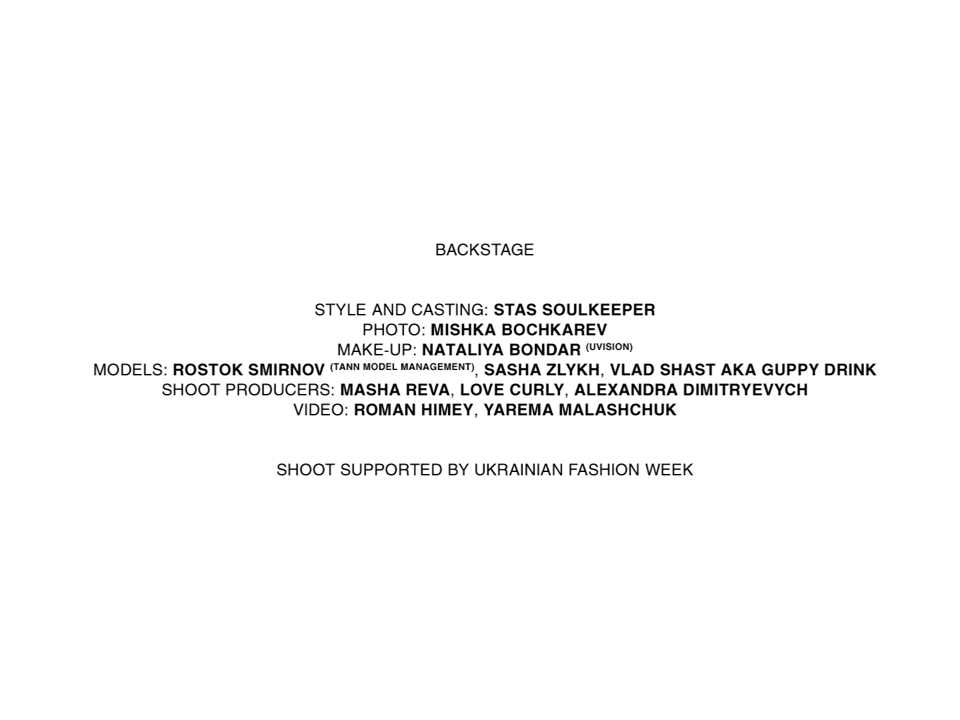 BACKSTAGE
STYLE AND CASTING: STAS SOULKEEPER
PHOTO: MISHKA BOCHKAREV
MAKE-UP: NATALIYA BONDAR (UVISION)
MODELS: ROSTOK SMIRNOV (TANN MODEL MANAGEMENT), SASHA ZLYKH, VLAD SHAST AKA GUPPY DRINK
SHOOT PRODUCERS: MASHA REVA, LOVE CURLY, ALEXANDRA DIMITRYEVYCH
VIDEO: ROMAN HIMEY, YAREMA MALASHCHUK
SHOOT SUPPORTED BY UKRAINIAN FASHION WEEK